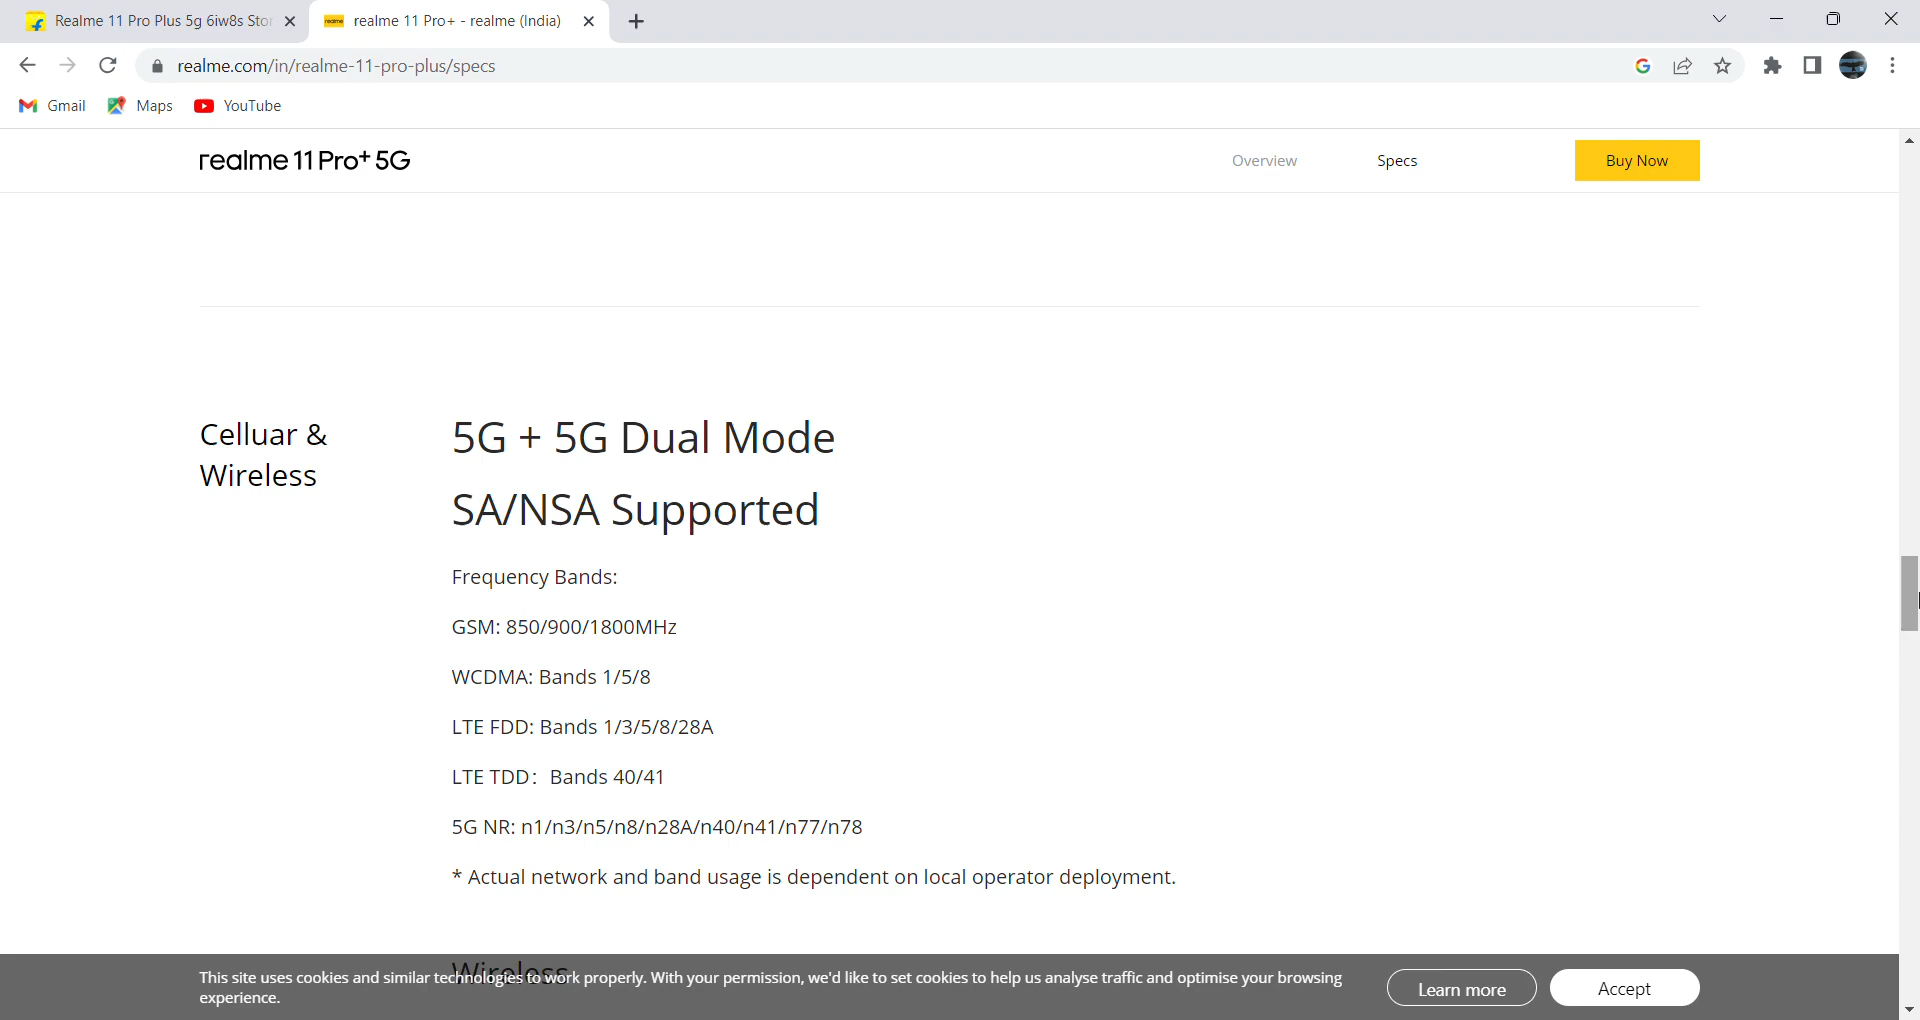 Realme 11 Pro Plus 5g 6iw8s Sto
realme 11 Pro+ - realme (India)
realme.com/in/realme-11-pro-plus/specs
Gmail
Maps
YouTube
realme 11 Pro+ 5G
Overview
Specs
Buy Now
Celluar &
Wireless
5G + 5G Dual Mode
SA/NSA Supported
Frequency Bands:
GSM: 850/900/1800MHz
WCDMA: Bands 1/5/8
LTE FDD: Bands 1/3/5/8/28A
LTE TDD：Bands 40/41
5G NR: n1/n3/n5/n8/n28A/n40/n41/n77/n78
* Actual network and band usage is dependent on local operator deployment.
Wireless
This site uses cookies and similar technologies to work properly. With your permission, we'd like to set cookies to help us analyse traffic and optimise your browsing
experience.
Learn more
Accept